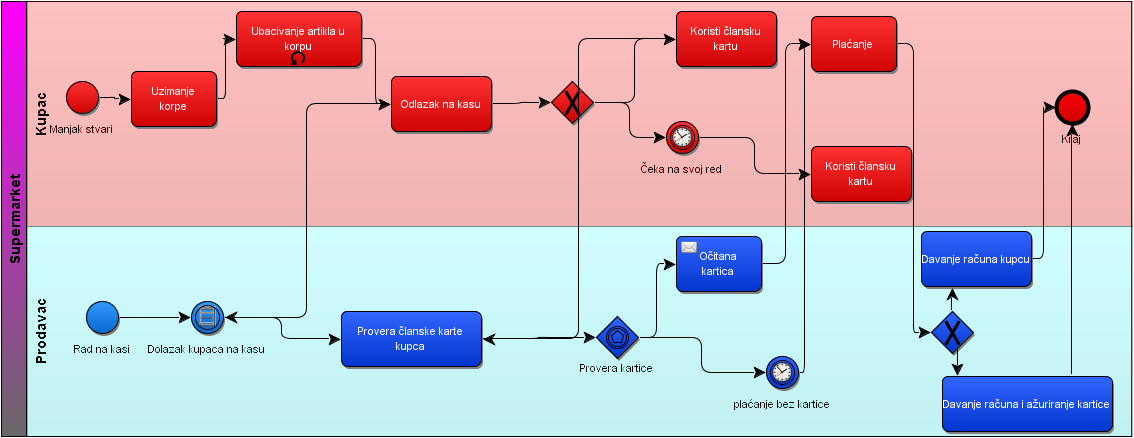 Supermarket
Kupac
Manjak stvari
Uzimanje
korpe
Ubacivanje artikla u
korpu
Odlazak na kasu
Koristi člansku
kartu
Čeka na svoj red
Plaćanje
Koristi člansku
kartu
Kraj
Prodavac
Rad na kasi
Dolazak kupaca na kasu
Provera članske karte
kupca
Provera kartice
Očitana
kartica
plaćanje bez kartice
Davanje računa kupcu
Davanje računa i ažuriranje kartice